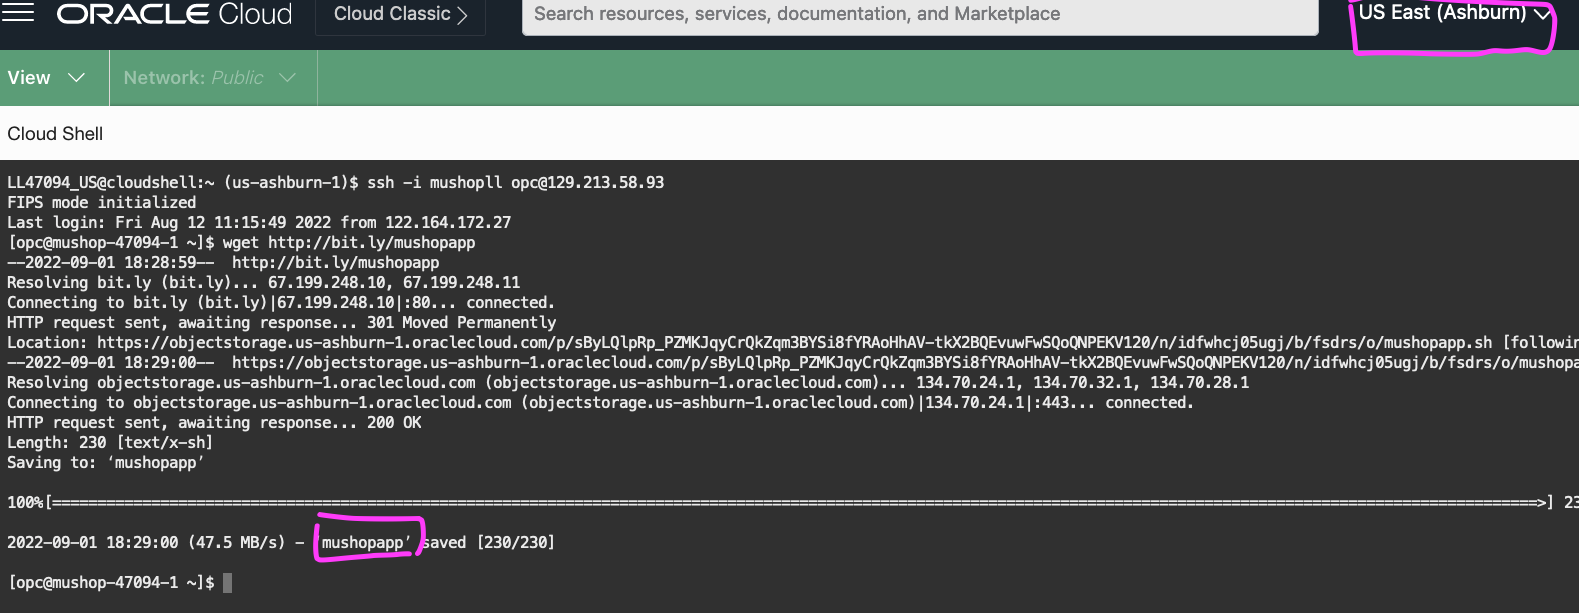 ORACLE Cloud Cloud Classic Search resources, services, documentation, and Marketplace US East (Ashburn)
View Network: Public
Cloud Shell
LL47094_US@cloudshell:~ (us-ashburn-1)$ ssh -i mushopll opc@129.213.58.93
FIPS mode initialized
Last login: Fri Aug 12 11:15:49 2022 from 122.164.172.27
[opc@mushop-47094-1 ~]$ wget http://bit.ly/mushopapp
--2022-09-01 18:28:59--  http://bit.ly/mushopapp
Resolving bit.ly (bit.ly)... 67.199.248.10, 67.199.248.11
Connecting to bit.ly (bit.ly)|67.199.248.10|:80... connected.
HTTP request sent, awaiting response... 301 Moved Permanently
Location: https://objectstorage.us-ashburn-1.oraclecloud.com/p/sByLQlpRp_PZMKJqyCrQkZqm3BYSi8fYRAoHhAV-tkX2BQEvuwFwSQoQNPEKV120/n/idfwhcj05ugj/b/fsdrs/o/mushopapp.sh [followin
--2022-09-01 18:29:00--  https://objectstorage.us-ashburn-1.oraclecloud.com/p/sByLQlpRp_PZMKJqyCrQkZqm3BYSi8fYRAoHhAV-tkX2BQEvuwFwSQoQNPEKV120/n/idfwhcj05ugj/b/fsdrs/o/mushopa
Resolving objectstorage.us-ashburn-1.oraclecloud.com (objectstorage.us-ashburn-1.oraclecloud.com)... 134.70.24.1, 134.70.32.1, 134.70.28.1
Connecting to objectstorage.us-ashburn-1.oraclecloud.com (objectstorage.us-ashburn-1.oraclecloud.com)|134.70.24.1|:443... connected.
HTTP request sent, awaiting response... 200 OK
Length: 230 [text/x-sh]
Saving to: ‘mushopapp’
100%[=====================================================================================================================================================================>] 23
2022-09-01 18:29:00 (47.5 MB/s) - ‘mushopapp’ saved [230/230]
[opc@mushop-47094-1 ~]$